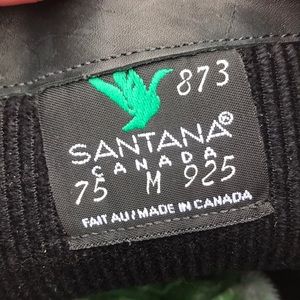 873
SANTANA®
CANADA
75 M 925
FAIT AU/MADE IN CANADA